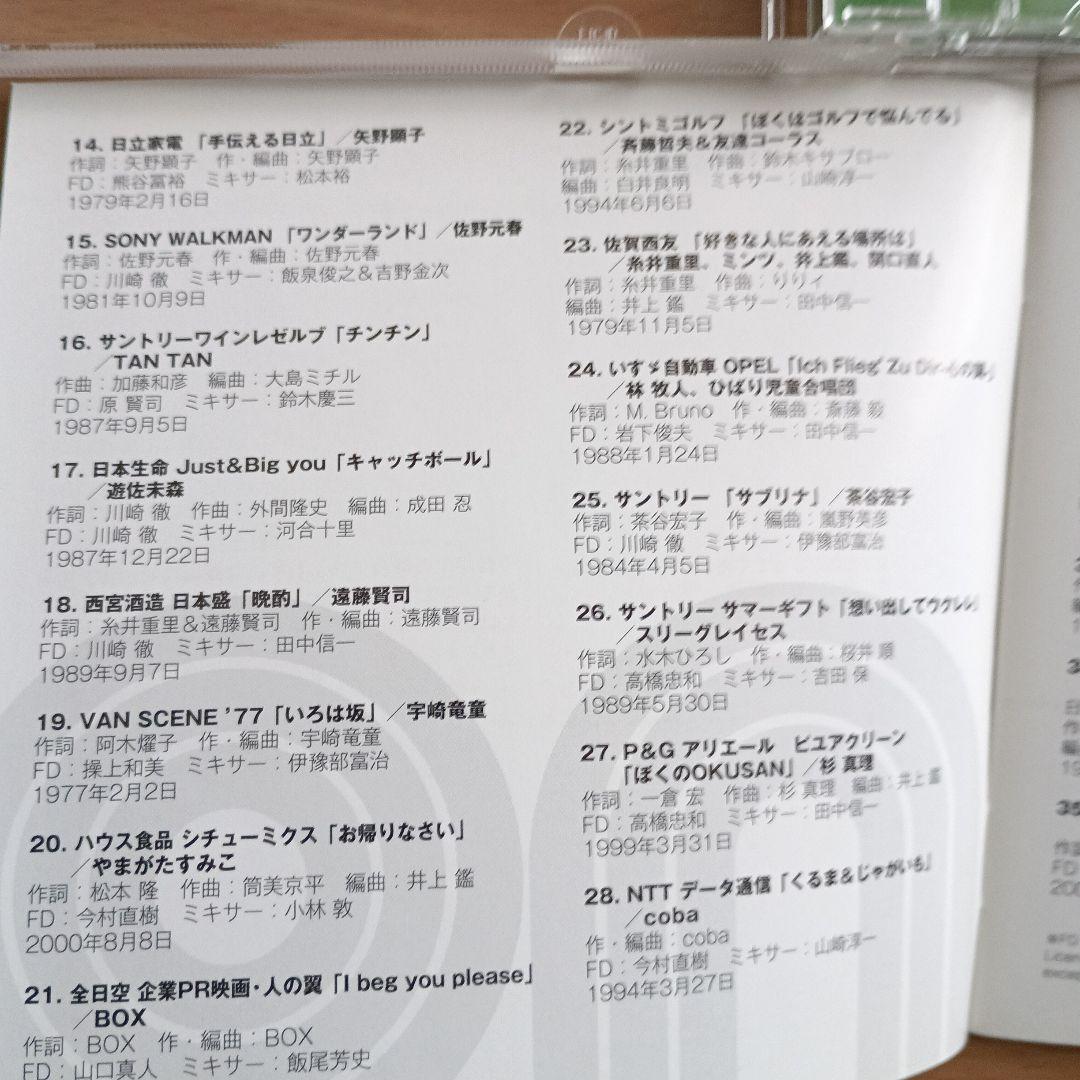 14. 日立家電 「手伝える日立」／矢野顕子
作詞：矢野顕子　作・編曲：矢野顕子
FD：熊谷富裕　ミキサー：松本裕
1979年2月16日
15. SONY WALKMAN 「ワンダーランド」／佐野元春
作詞：佐野元春　作・編曲：佐野元春
FD：川崎 徹　ミキサー：飯泉俊之＆吉野金次
1981年10月9日
16. サントリーワインレゼルブ「チンチン」
／TAN TAN
作曲：加藤和彦　編曲：大島ミチル
FD：原 賢司　ミキサー：鈴木慶三
1987年9月5日
17. 日本生命 Just&Big you「キャッチボール」
／遊佐未森
作詞：川崎 徹　作曲：外間隆史　編曲：成田 忍
FD：川崎 徹　ミキサー：河合十里
1987年12月22日
18. 西宮酒造 日本盛「晩酌」／遠藤賢司
作詞：糸井重里＆遠藤賢司　作・編曲：遠藤賢司
FD：川崎 徹　ミキサー：田中信一
1989年9月7日
19. VAN SCENE '77「いろは坂」／宇崎竜童
作詞：阿木燿子　作・編曲：宇崎竜童
FD：操上和美　ミキサー：伊豫部富治
1977年2月2日
20. ハウス食品 シチューミクス「お帰りなさい」
／やまがたすみこ
作詞：松本 隆　作曲：筒美京平　編曲：井上 鑑
FD：今村直樹　ミキサー：小林 敦
2000年8月8日
21. 全日空 企業PR映画・人の翼「I beg you please」
／BOX
作詞：BOX　作・編曲：BOX
FD：山口真人　ミキサー：飯尾芳史
22. シントミゴルフ 「ぼくはゴルフで悩んでる」
／斉藤哲夫＆友達コーラス
作詞：糸井重里　作曲：鈴木キサブロー
編曲：白井良明　ミキサー：山崎淳一
1994年6月6日
23. 佐賀西友 「好きな人にあえる場所は」
／糸井重里、ミンツ、井上鑑、関口直人
作詞：糸井重里　作曲：りりィ
編曲：井上 鑑　ミキサー：田中信一
1979年11月5日
24. いすゞ自動車 OPEL「Ich Flieg' Zu Dir-心の翼」
／林 牧人、ひばり児童合唱団
作詞：M. Bruno　作・編曲：斎藤 毅
FD：岩下俊夫　ミキサー：田中信一
1988年1月24日
25. サントリー 「サブリナ」／茶谷宏子
作詞：茶谷宏子　作・編曲：嵐野英彦
FD：川崎 徹　ミキサー：伊豫部富治
1984年4月5日
26. サントリー サマーギフト「想い出してウクレレ」
／スリーグレイセス
作詞：水木ひろし　作・編曲：桜井 順
FD：高橋忠和　ミキサー：吉田 保
1989年5月30日
27. P&G アリエール　ピュアクリーン
「ぼくのOKUSAN」／杉 真理
作詞：一倉 宏　作曲：杉 真理　編曲：井上 鑑
FD：高橋忠和　ミキサー：田中信一
1999年3月31日
28. NTT データ通信「くるま＆じゃがいも」
／coba
作・編曲：coba
FD：今村直樹　ミキサー：山崎淳一
1994年3月27日